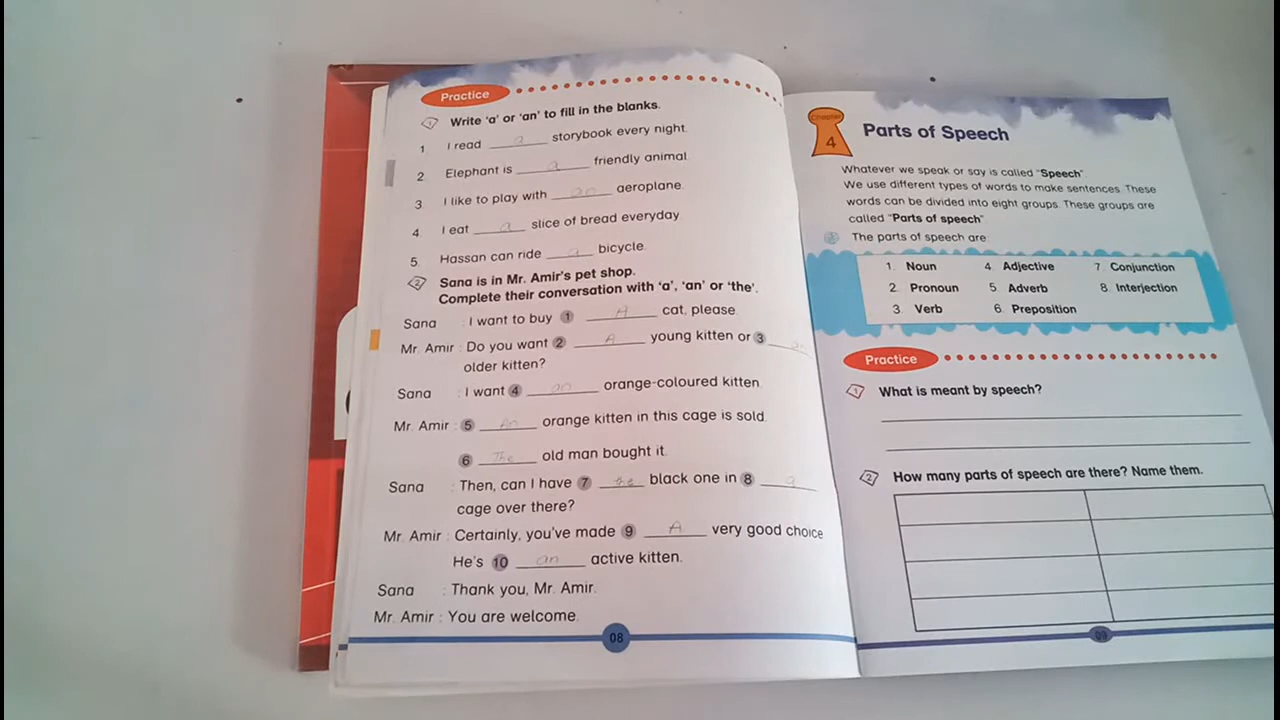 Practice
1 Write 'a' or 'an' to fill in the blanks.
1 I read a storybook every night.
2. Elephant is a friendly animal.
3. I like to play with an aeroplane.
4. I eat a slice of bread everyday.
5. Hassan can ride a bicycle.
2 Sana is in Mr. Amir's pet shop.
Complete their conversation with 'a', 'an' or 'the'.
Sana : I want to buy 1 A cat, please.
Mr. Amir : Do you want 2 A young kitten or 3 an
older kitten?
Sana : I want 4 an orange-coloured kitten.
Mr. Amir : 5 An orange kitten in this cage is sold.
6 The old man bought it.
Sana : Then, can I have 7 the black one in 8 a
cage over there?
Mr. Amir : Certainly, you've made 9 A very good choice
He's 10 an active kitten.
Sana : Thank you, Mr. Amir.
Mr. Amir : You are welcome.
08
Chapter
4
Parts of Speech
Whatever we speak or say is called "Speech"
We use different types of words to make sentences. These
words can be divided into eight groups. These groups are
called "Parts of speech"
The parts of speech are
1. Noun 4. Adjective 7. Conjunction
2. Pronoun 5. Adverb 8. Interjection
3. Verb 6. Preposition
Practice
1 What is meant by speech?
2 How many parts of speech are there? Name them.
09